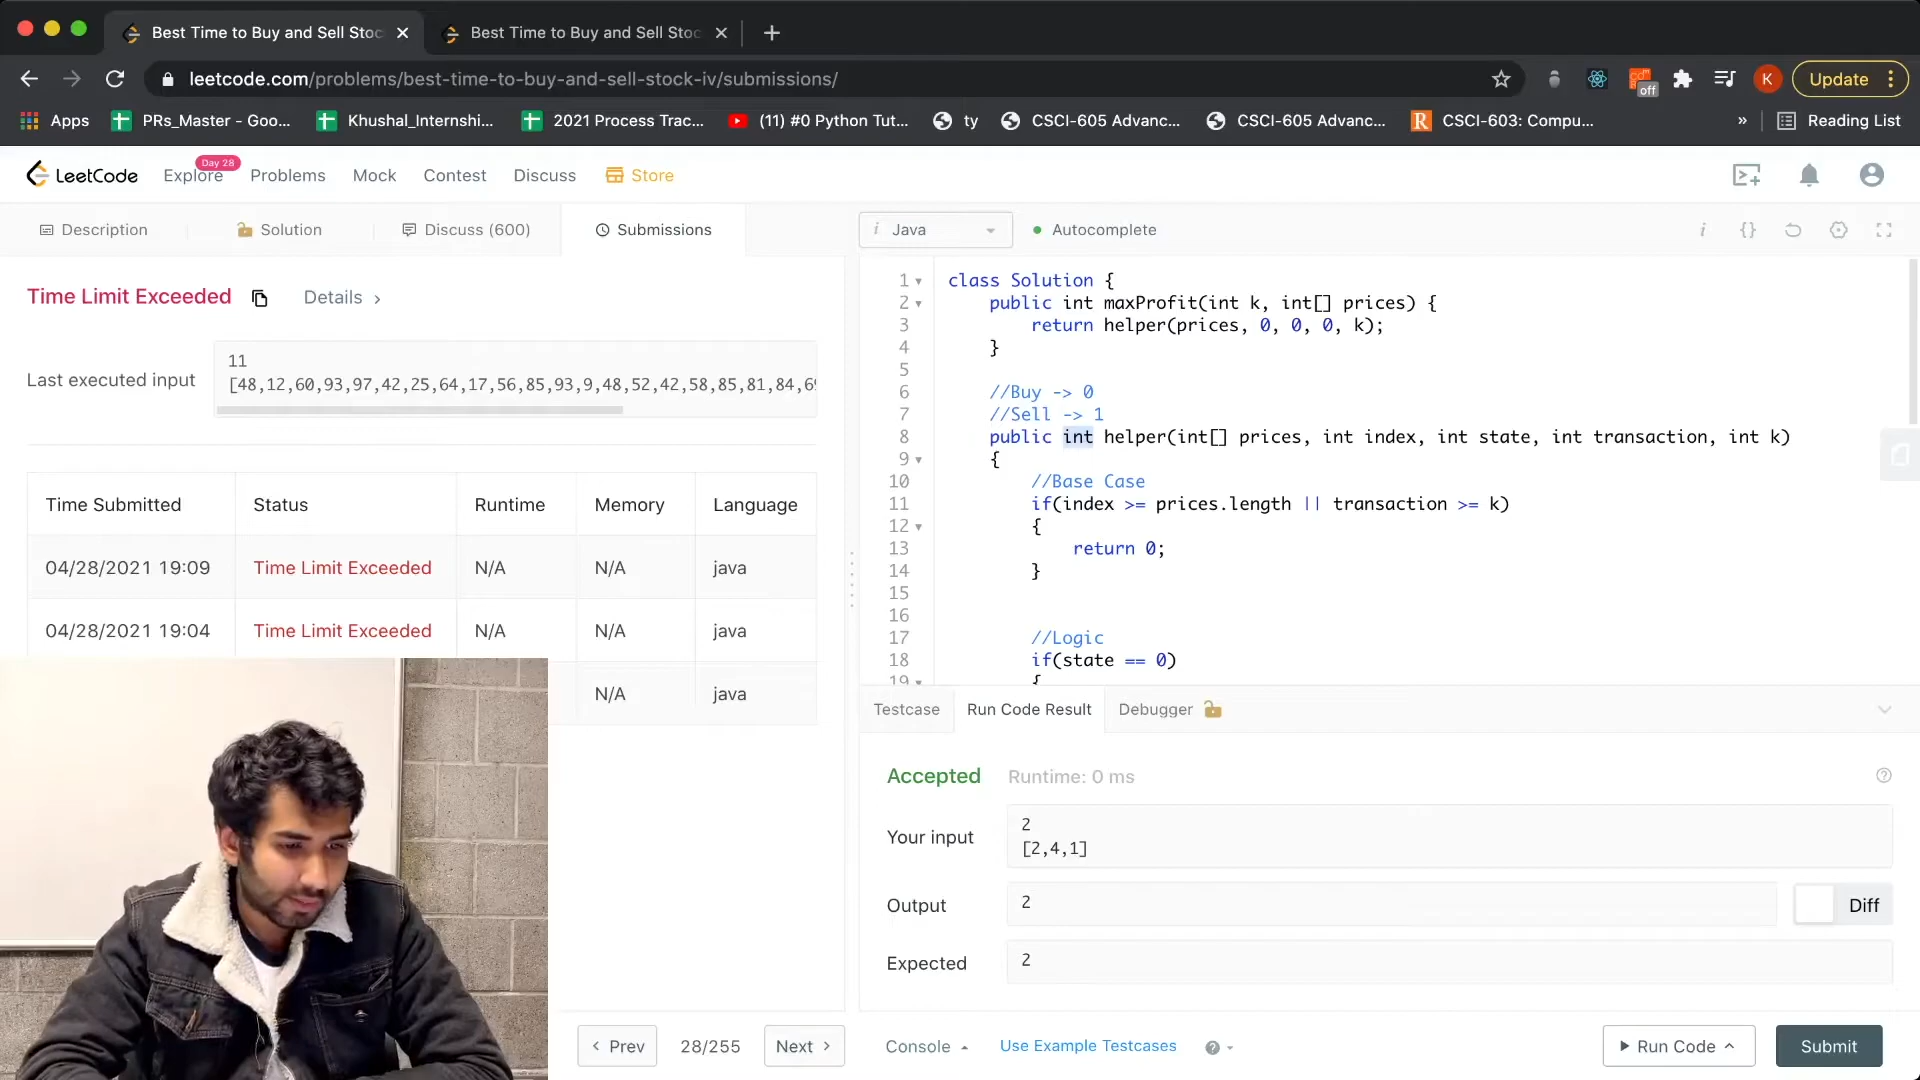 Best Time to Buy and Sell Stoc
Best Time to Buy and Sell Stoc
leetcode.com/problems/best-time-to-buy-and-sell-stock-iv/submissions/
off
K
Update
Apps
PRs_Master - Goo...
Khushal_Internshi...
2021 Process Trac...
(11) #0 Python Tut...
ty
CSCI-605 Advanc...
CSCI-605 Advanc...
R CSCI-603: Compu...
»
Reading List
LeetCode
Explore
Day 28
Problems
Mock
Contest
Discuss
Store
Description
Solution
Discuss (600)
Submissions
i Java
Autocomplete
i {}
Time Limit Exceeded
Details >
Last executed input
11
[48,12,60,93,97,42,25,64,17,56,85,93,9,48,52,42,58,85,81,84,69
Time Submitted Status Runtime Memory Language
04/28/2021 19:09 Time Limit Exceeded N/A N/A java
04/28/2021 19:04 Time Limit Exceeded N/A N/A java
N/A java
< Prev
28/255
Next >
1 class Solution {
2 public int maxProfit(int k, int[] prices) {
3 return helper(prices, 0, 0, 0, k);
4 }
5
6 //Buy -> 0
7 //Sell -> 1
8 public int helper(int[] prices, int index, int state, int transaction, int k)
9 {
10 //Base Case
11 if(index >= prices.length || transaction >= k)
12 {
13 return 0;
14 }
15
16
17 //Logic
18 if(state == 0)
19 {
Testcase
Run Code Result
Debugger
Accepted
Runtime: 0 ms
Your input
2
[2,4,1]
Output
2
Diff
Expected
2
Console
Use Example Testcases
Run Code
Submit